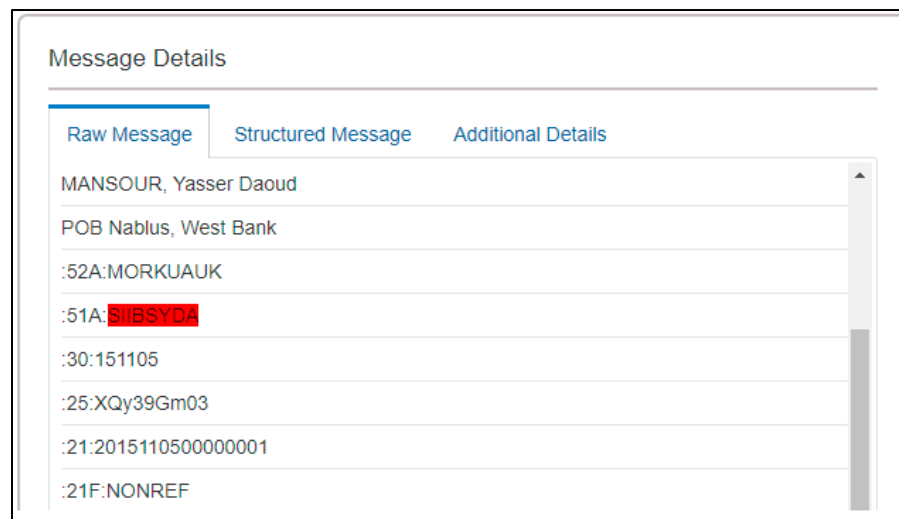 Message Details
Raw Message Structured Message Additional Details
MANSOUR, Yasser Daoud
POB Nablus, West Bank
:52A:MORKUAUK
:51A:SIIBSYDA
:30:151105
:25:XQy39Gm03
:21:2015110500000001
:21F:NONREF